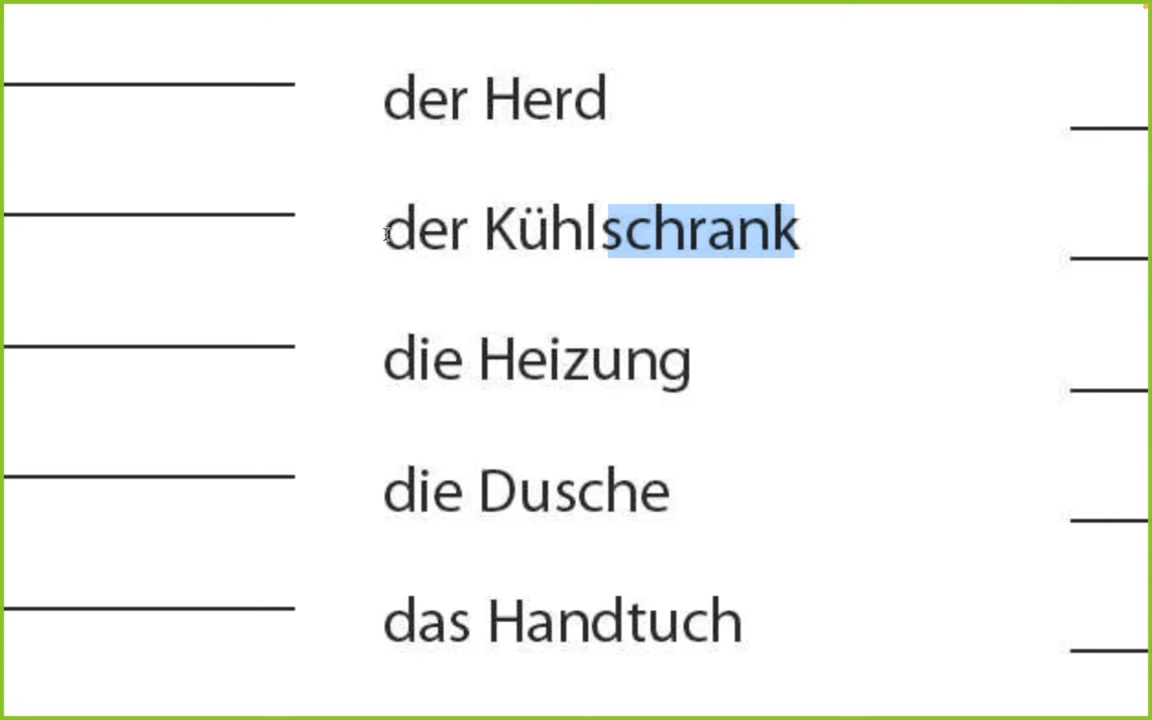 der Herd
der Kühlschrank
die Heizung
die Dusche
das Handtuch